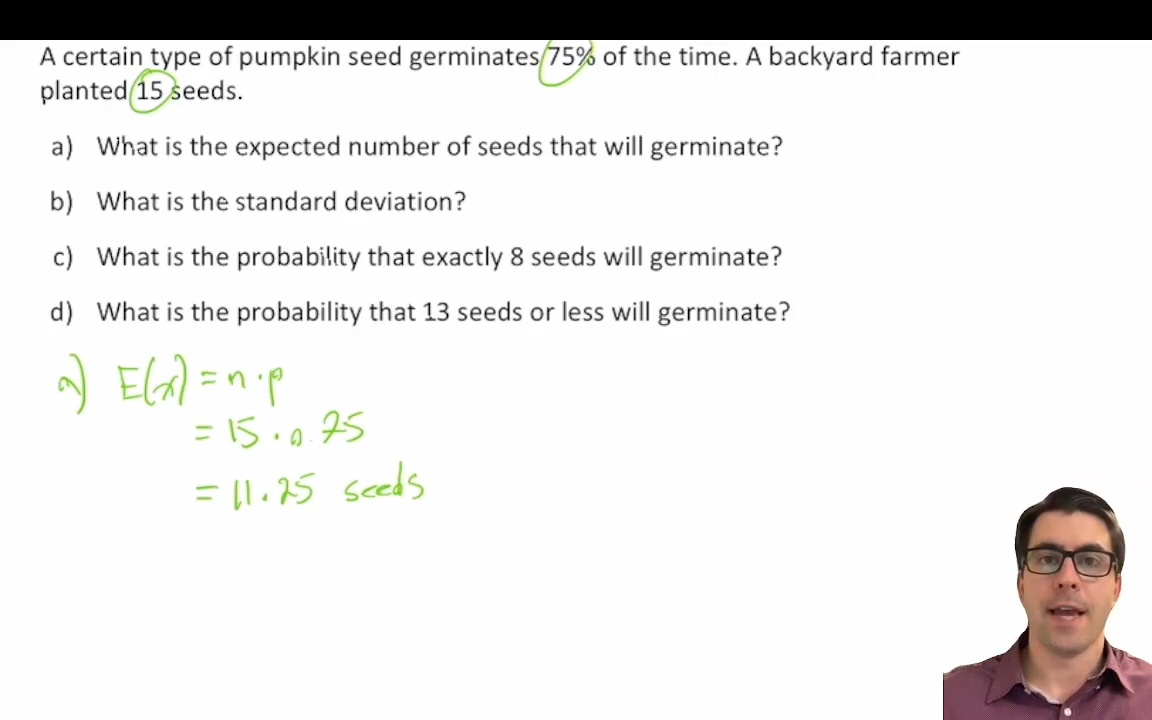 A certain type of pumpkin seed germinates 75% of the time. A backyard farmer
planted 15 seeds.
a) What is the expected number of seeds that will germinate?
b) What is the standard deviation?
c) What is the probability that exactly 8 seeds will germinate?
d) What is the probability that 13 seeds or less will germinate?
a) E(x) = n·p
= 15 · 0.75
= 11.25 seeds